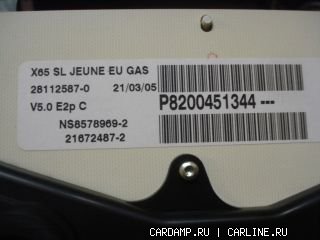 X65 SL JEUNE EU GAS
28112587-0 21/03/05
V5.0 E2p C
P8200451344---
NS8578969-2
21672487-2
CARDAMP.RU | CARLINE.RU